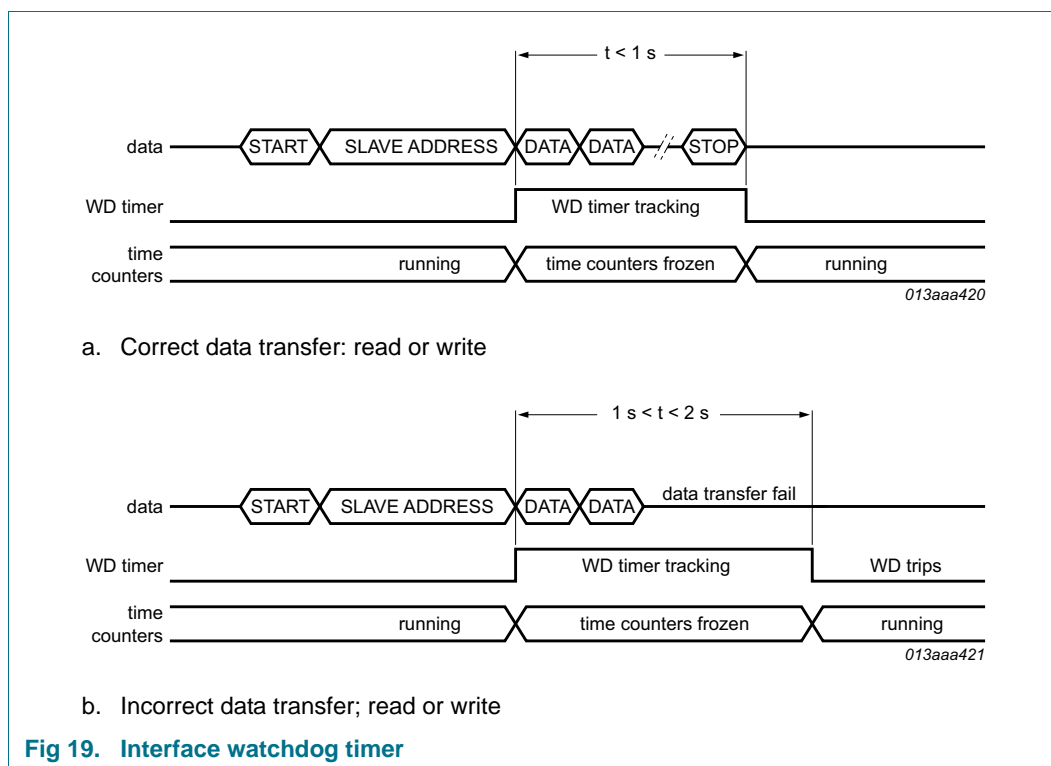 t < 1 s
data START SLAVE ADDRESS DATA DATA STOP
WD timer WD timer tracking
time
counters running time counters frozen running
013aaa420
a. Correct data transfer: read or write
1 s < t < 2 s
data START SLAVE ADDRESS DATA DATA data transfer fail
WD timer WD timer tracking WD trips
time
counters running time counters frozen running
013aaa421
b. Incorrect data transfer; read or write
Fig 19. Interface watchdog timer